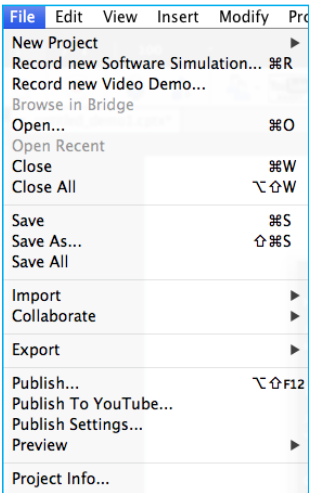 File Edit View Insert Modify Pro
New Project ▶
Record new Software Simulation... ⌘R
Record new Video Demo...
Browse in Bridge
Open... ⌘O
Open Recent
Close ⌘W
Close All ⌥⇧W
Save ⌘S
Save As... ⇧⌘S
Save All
Import ▶
Collaborate ▶
Export ▶
Publish... ⌥⇧F12
Publish To YouTube...
Publish Settings...
Preview ▶
Project Info...